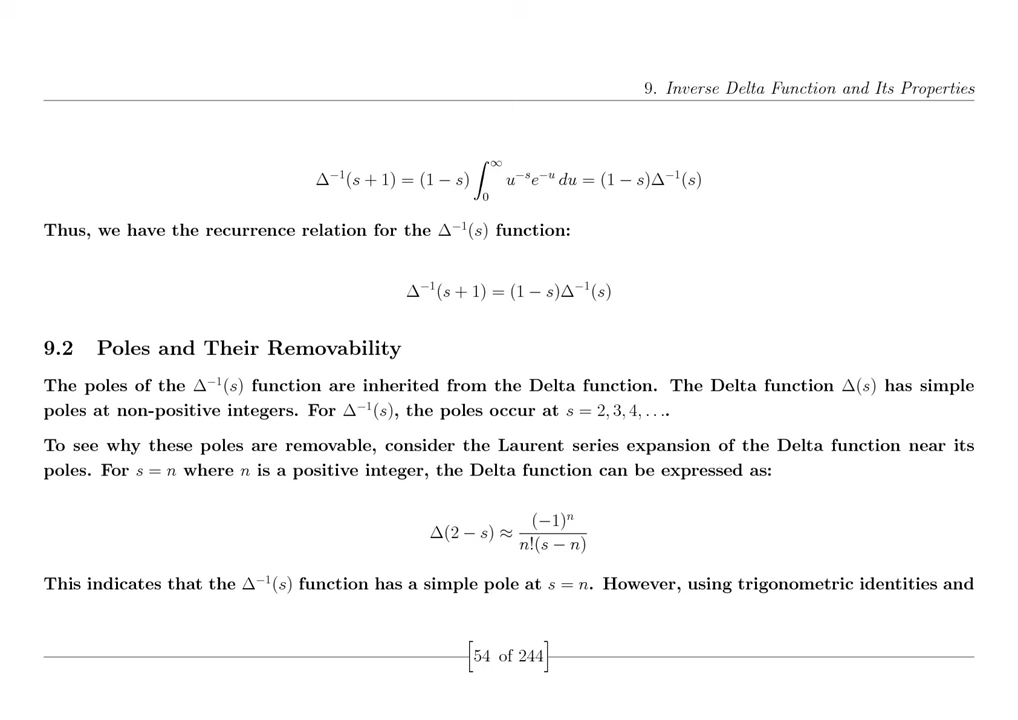 9. Inverse Delta Function and Its Properties
Δ⁻¹(s + 1) = (1 − s) ∫₀^∞ u⁻ˢe⁻ᵘ du = (1 − s)Δ⁻¹(s)
Thus, we have the recurrence relation for the Δ⁻¹(s) function:
Δ⁻¹(s + 1) = (1 − s)Δ⁻¹(s)
9.2 Poles and Their Removability
The poles of the Δ⁻¹(s) function are inherited from the Delta function. The Delta function Δ(s) has simple
poles at non-positive integers. For Δ⁻¹(s), the poles occur at s = 2, 3, 4, . . ..
To see why these poles are removable, consider the Laurent series expansion of the Delta function near its
poles. For s = n where n is a positive integer, the Delta function can be expressed as:
Δ(2 − s) ≈ (−1)ⁿ / n!(s − n)
This indicates that the Δ⁻¹(s) function has a simple pole at s = n. However, using trigonometric identities and
[54 of 244]